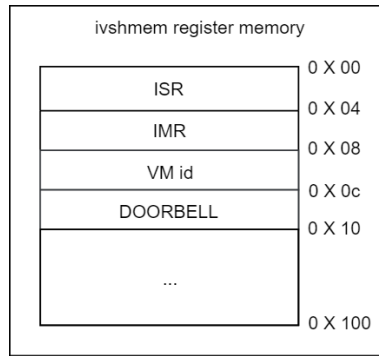 ivshmem register memory
0 X 00
ISR
0 X 04
IMR
0 X 08
VM id
0 X 0c
DOORBELL
0 X 10
...
0 X 100